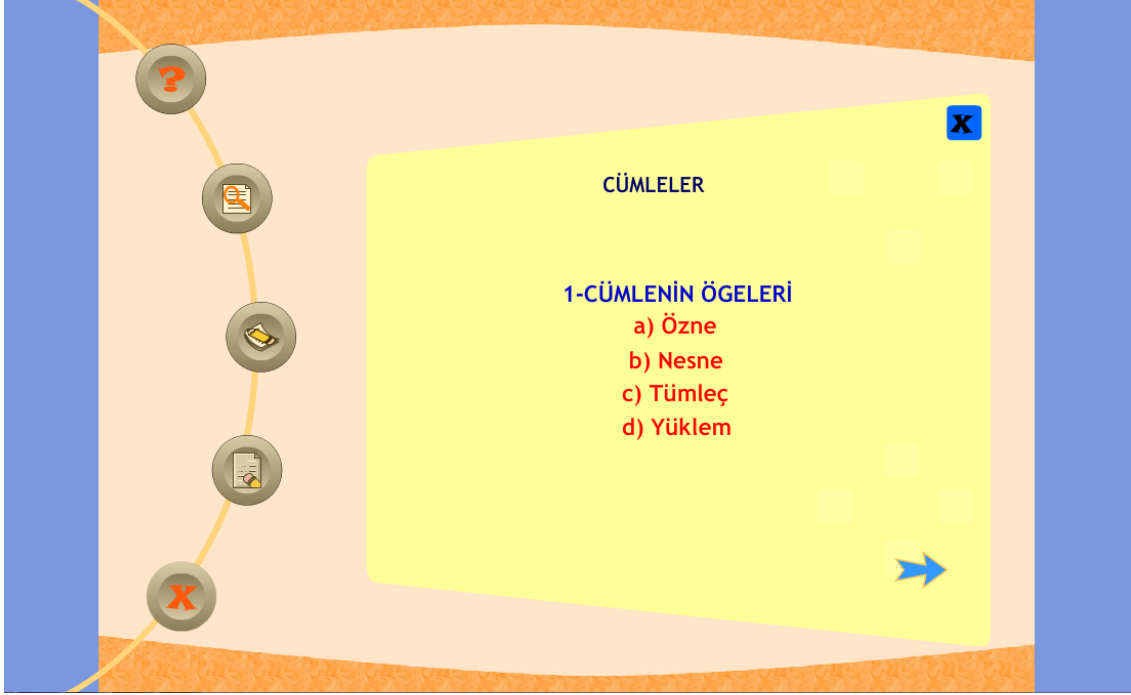 ?
X
CÜMLELER
1-CÜMLENİN ÖGELERİ
a) Özne
b) Nesne
c) Tümleç
d) Yüklem
X